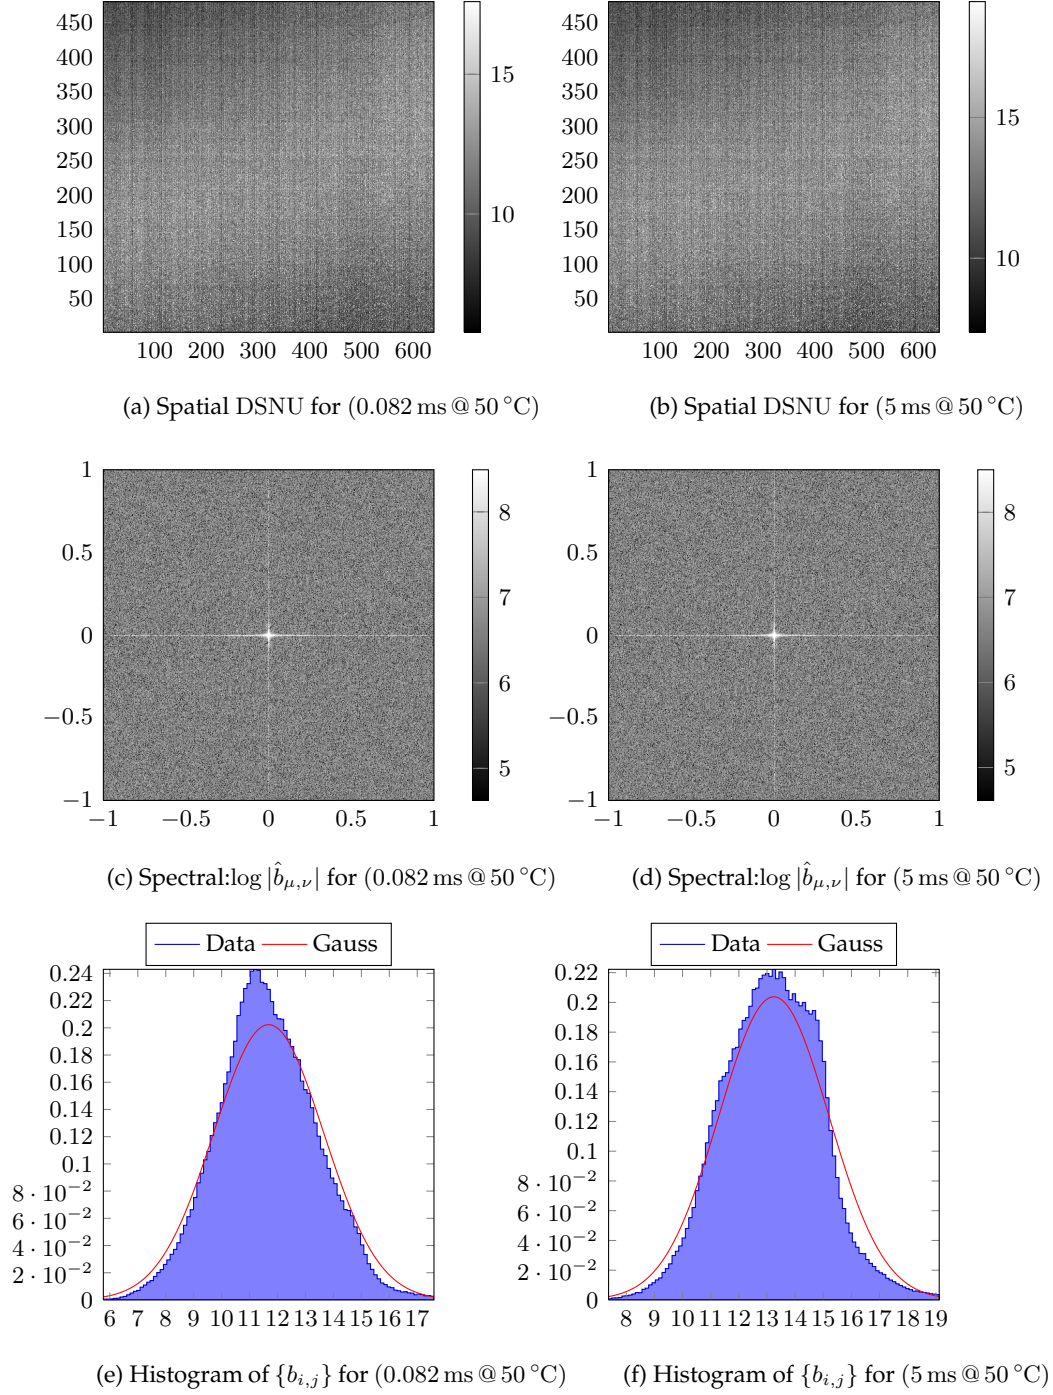 450
400
350
300
250
200
150
100
50
100 200 300 400 500 600
15
10
(a) Spatial DSNU for (0.082 ms @ 50 °C)
450
400
350
300
250
200
150
100
50
100 200 300 400 500 600
15
10
(b) Spatial DSNU for (5 ms @ 50 °C)
1
0.5
0
−0.5
−1
−1 −0.5 0 0.5 1
8
7
6
5
(c) Spectral:log |b̂μ,ν| for (0.082 ms @ 50 °C)
1
0.5
0
−0.5
−1
−1 −0.5 0 0.5 1
8
7
6
5
(d) Spectral:log |b̂μ,ν| for (5 ms @ 50 °C)
Data Gauss
0.24
0.22
0.2
0.18
0.16
0.14
0.12
0.1
8 · 10⁻²
6 · 10⁻²
4 · 10⁻²
2 · 10⁻²
0
6 7 8 9 10 11 12 13 14 15 16 17
(e) Histogram of {bi,j} for (0.082 ms @ 50 °C)
Data Gauss
0.22
0.2
0.18
0.16
0.14
0.12
0.1
8 · 10⁻²
6 · 10⁻²
4 · 10⁻²
2 · 10⁻²
0
8 9 10 11 12 13 14 15 16 17 18 19
(f) Histogram of {bi,j} for (5 ms @ 50 °C)